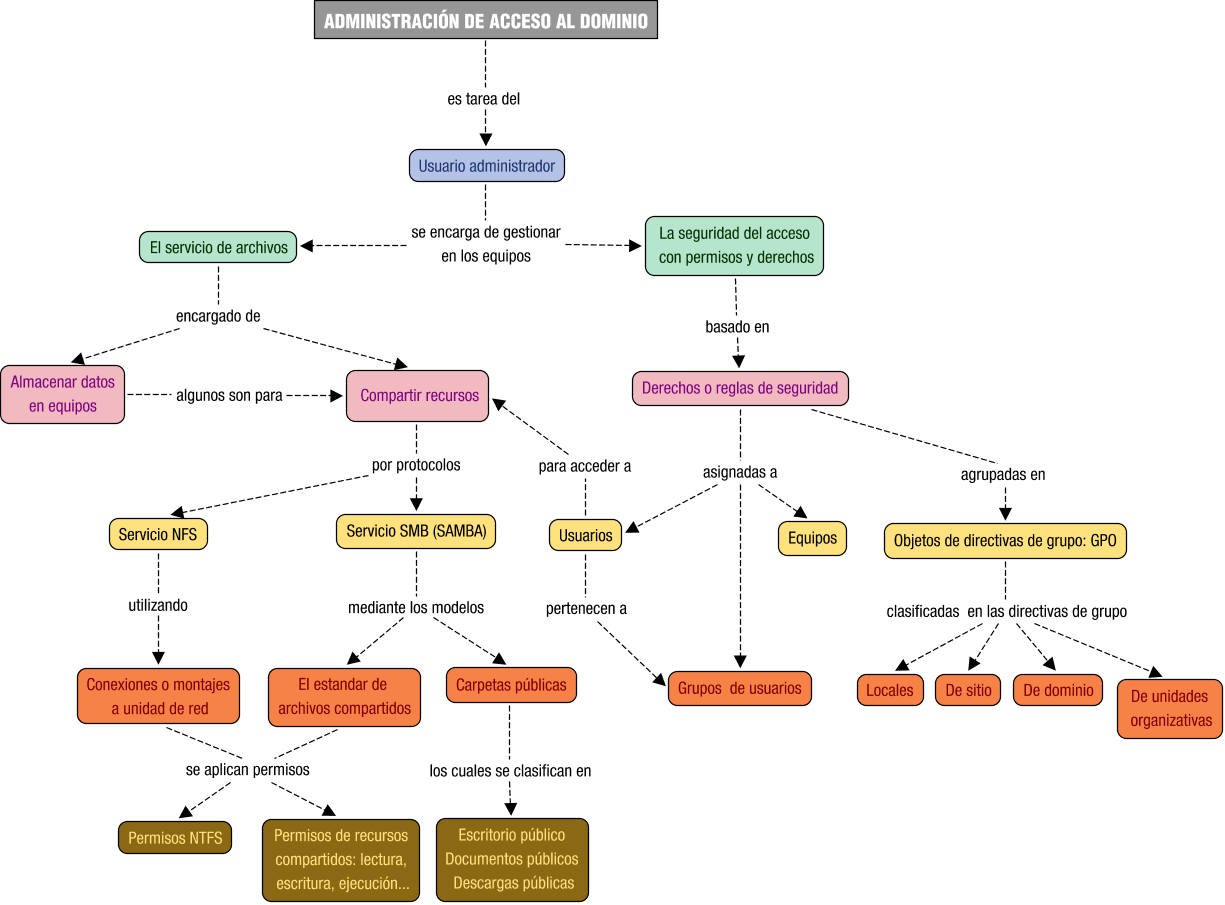 ADMINISTRACIÓN DE ACCESO AL DOMINIO
es tarea del
Usuario administrador
se encarga de gestionar
en los equipos
El servicio de archivos
La seguridad del acceso
con permisos y derechos
encargado de
basado en
Almacenar datos
en equipos
algunos son para
Compartir recursos
Derechos o reglas de seguridad
por protocolos
para acceder a
asignadas a
agrupadas en
Servicio NFS
Servicio SMB (SAMBA)
Usuarios
Equipos
Objetos de directivas de grupo: GPO
utilizando
mediante los modelos
pertenecen a
clasificadas en las directivas de grupo
Conexiones o montajes
a unidad de red
El estandar de
archivos compartidos
Carpetas públicas
Grupos de usuarios
Locales
De sitio
De dominio
De unidades
organizativas
se aplican permisos
los cuales se clasifican en
Permisos NTFS
Permisos de recursos
compartidos: lectura,
escritura, ejecución...
Escritorio público
Documentos públicos
Descargas públicas